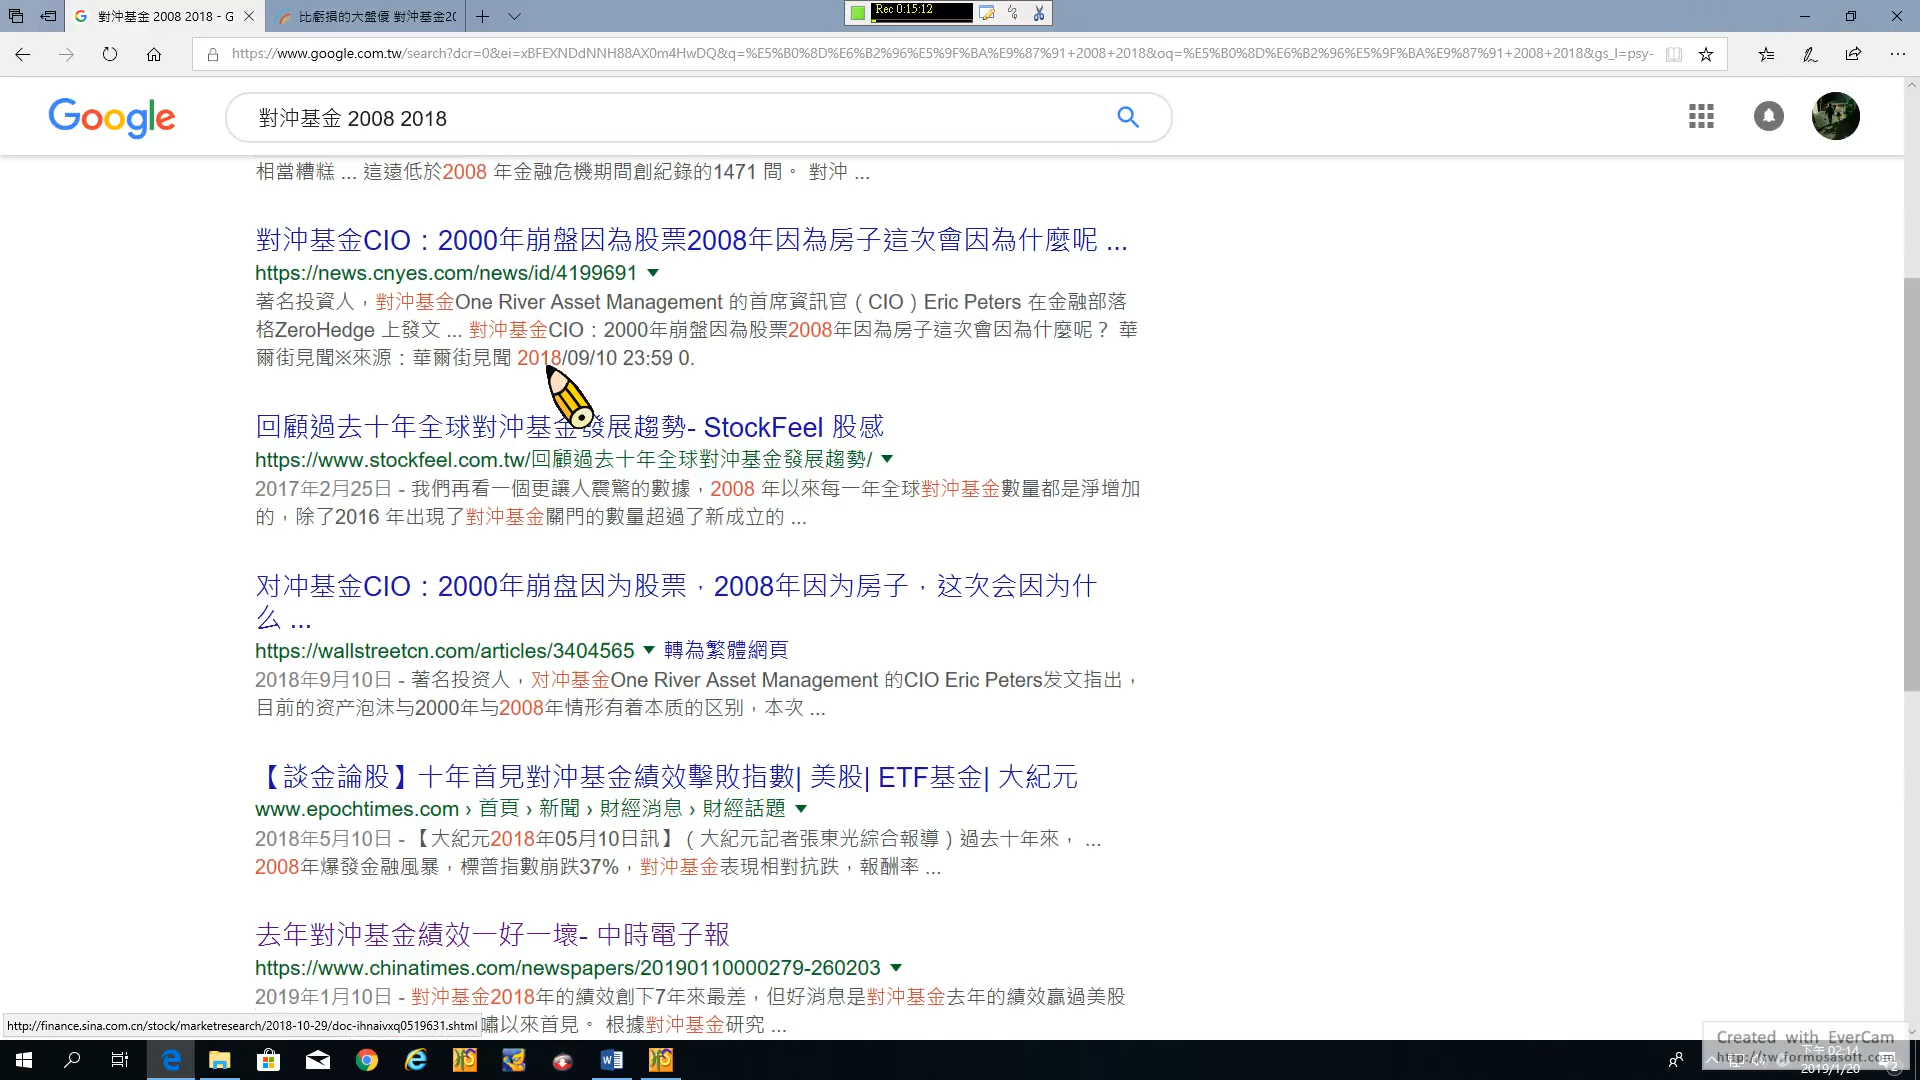 對沖基金 2008 2018 - G
比虧損的大盤優 對沖基金20
Rec 0:15:12
https://www.google.com.tw/search?dcr=0&ei=xBFEXNDdNNH88AX0m4HwDQ&q=%E5%B0%8D%E6%B2%96%E5%9F%BA%E9%87%91+2008+2018&oq=%E5%B0%8D%E6%B2%96%E5%9F%BA%E9%87%91+2008+2018&gs_l=psy-
Google
對沖基金 2008 2018
相當糟糕 ... 這遠低於2008 年金融危機期間創紀錄的1471 間。 對沖 ...
對沖基金CIO：2000年崩盤因為股票2008年因為房子這次會因為什麼呢 ...
https://news.cnyes.com/news/id/4199691
著名投資人，對沖基金One River Asset Management 的首席資訊官（CIO）Eric Peters 在金融部落
格ZeroHedge 上發文 ... 對沖基金CIO：2000年崩盤因為股票2008年因為房子這次會因為什麼呢？ 華
爾街見聞※來源：華爾街見聞 2018/09/10 23:59 0.
回顧過去十年全球對沖基金發展趨勢- StockFeel 股感
https://www.stockfeel.com.tw/回顧過去十年全球對沖基金發展趨勢/
2017年2月25日 - 我們再看一個更讓人震驚的數據，2008 年以來每一年全球對沖基金數量都是淨增加
的，除了2016 年出現了對沖基金關門的數量超過了新成立的 ...
对冲基金CIO：2000年崩盘因为股票，2008年因为房子，这次会因为什
么 ...
https://wallstreetcn.com/articles/3404565 轉為繁體網頁
2018年9月10日 - 著名投资人，对冲基金One River Asset Management 的CIO Eric Peters发文指出，
目前的资产泡沫与2000年与2008年情形有着本质的区别，本次 ...
【談金論股】十年首見對沖基金績效擊敗指數| 美股| ETF基金| 大紀元
www.epochtimes.com › 首頁 › 新聞 › 財經消息 › 財經話題
2018年5月10日 - 【大紀元2018年05月10日訊】（大紀元記者張東光綜合報導）過去十年來， ...
2008年爆發金融風暴，標普指數崩跌37%，對沖基金表現相對抗跌，報酬率 ...
去年對沖基金績效一好一壞- 中時電子報
https://www.chinatimes.com/newspapers/20190110000279-260203
2019年1月10日 - 對沖基金2018年的績效創下7年來最差，但好消息是對沖基金去年的績效贏過美股
嘯以來首見。 根據對沖基金研究 ...
http://finance.sina.com.cn/stock/marketresearch/2018-10-29/doc-ihnaivxq0519631.shtml
Created with EverCam
http://tw.formosasoft.com
下午 02:14
2019/1/20